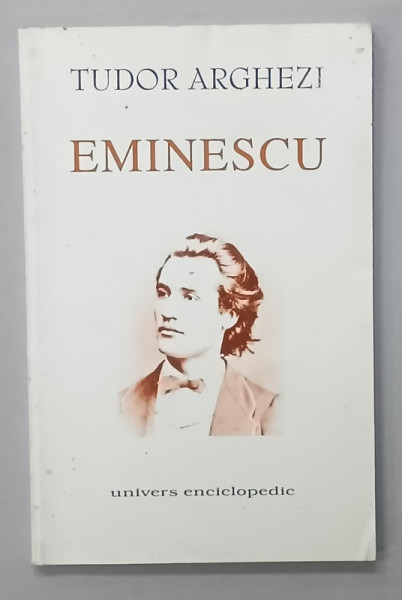 TUDOR ARGHEZI
EMINESCU
univers enciclopedic